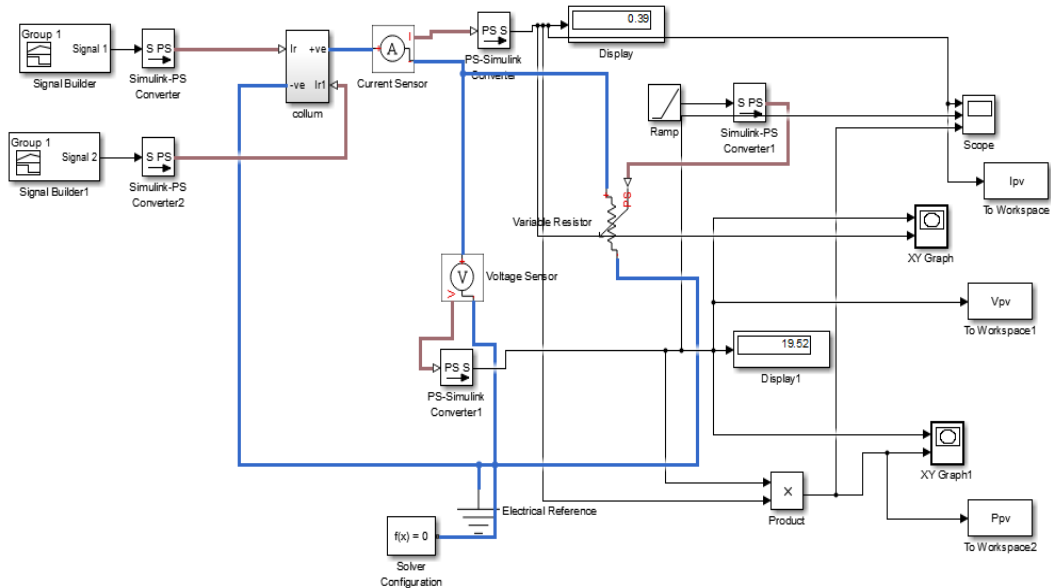 Group 1
Signal 1
Signal Builder
S PS
Simulink-PS
Converter
Ir
+ve
-ve
Ir1
collum
A
I
Current Sensor
PS S
PS-Simulink
Converter
0.39
Display
Ramp
S PS
Simulink-PS
Converter1
Scope
Ipv
To Workspace
Group 1
Signal 2
Signal Builder1
S PS
Simulink-PS
Converter2
PS
Variable Resistor
XY Graph
V
V
Voltage Sensor
Vpv
To Workspace1
PS S
PS-Simulink
Converter1
19.52
Display1
XY Graph1
X
Product
Electrical Reference
f(x) = 0
Solver
Configuration
Ppv
To Workspace2